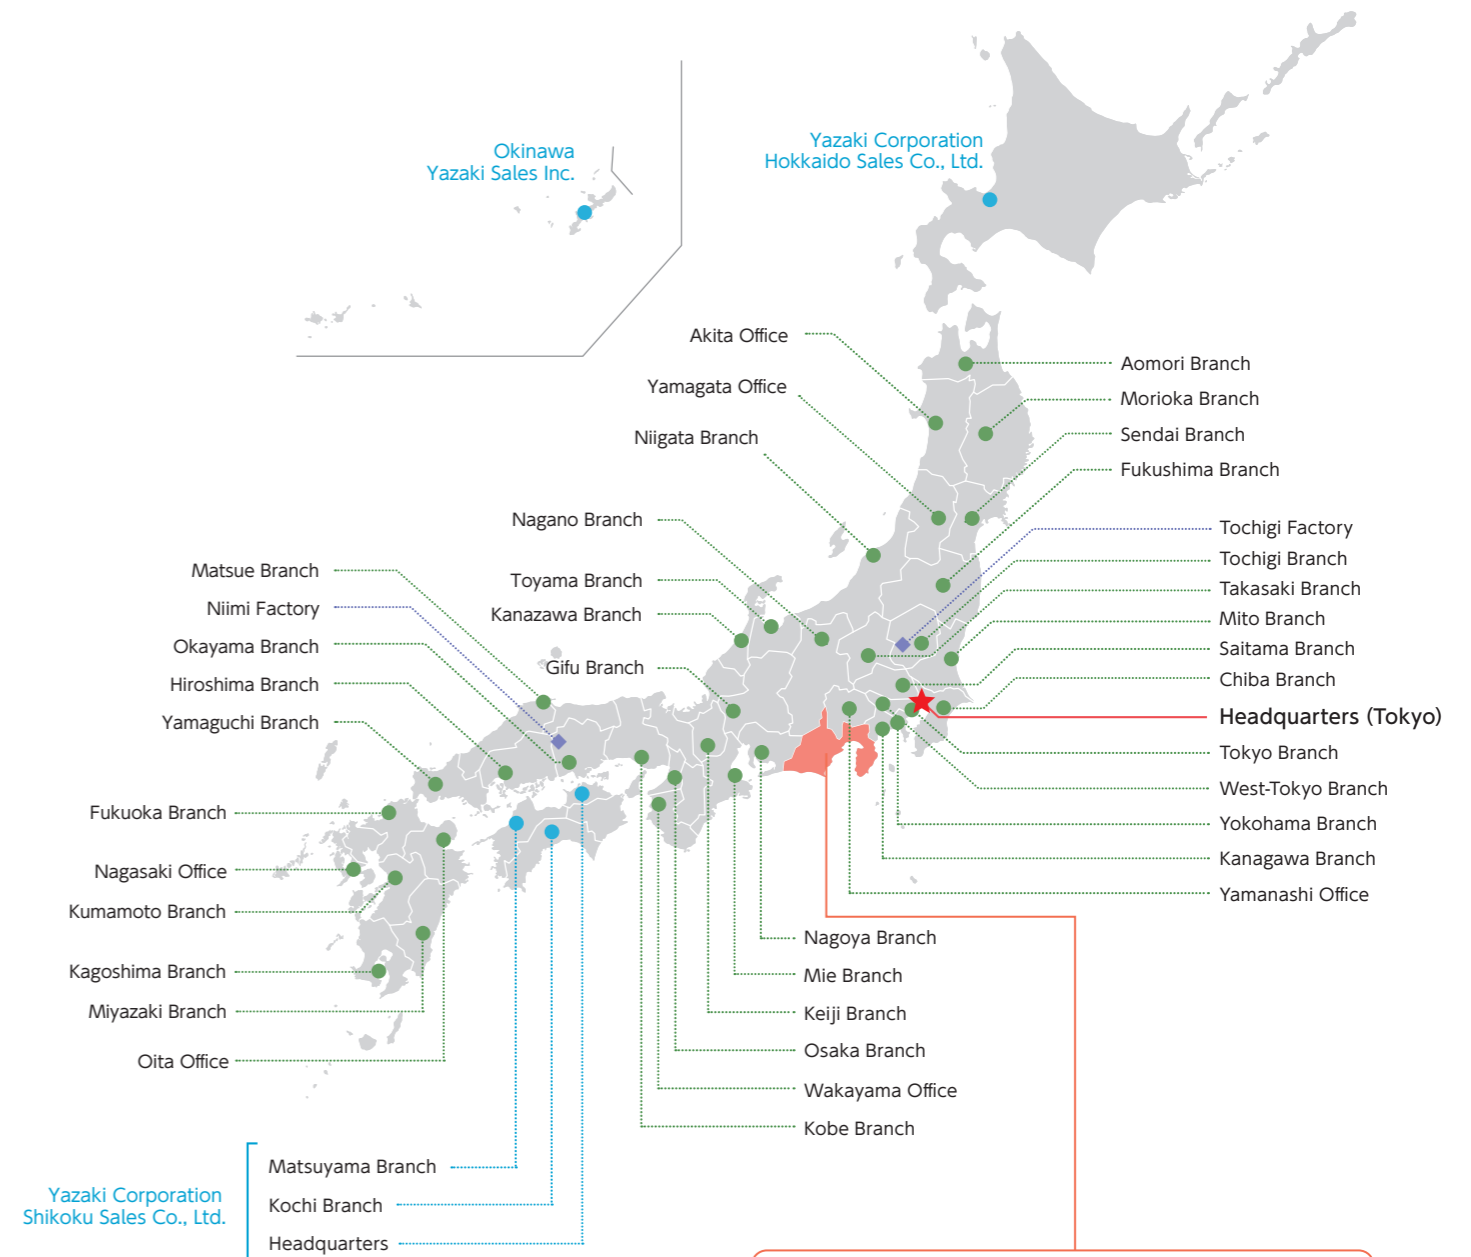 Okinawa
Yazaki Sales Inc.
Yazaki Corporation
Hokkaido Sales Co., Ltd.
Akita Office
Yamagata Office
Niigata Branch
Nagano Branch
Toyama Branch
Kanazawa Branch
Gifu Branch
Aomori Branch
Morioka Branch
Sendai Branch
Fukushima Branch
Tochigi Factory
Tochigi Branch
Takasaki Branch
Mito Branch
Saitama Branch
Chiba Branch
Headquarters (Tokyo)
Tokyo Branch
West-Tokyo Branch
Yokohama Branch
Kanagawa Branch
Yamanashi Office
Matsue Branch
Niimi Factory
Okayama Branch
Hiroshima Branch
Yamaguchi Branch
Fukuoka Branch
Nagasaki Office
Kumamoto Branch
Kagoshima Branch
Miyazaki Branch
Oita Office
Nagoya Branch
Mie Branch
Keiji Branch
Osaka Branch
Wakayama Office
Kobe Branch
Yazaki Corporation
Shikoku Sales Co., Ltd.
Matsuyama Branch
Kochi Branch
Headquarters